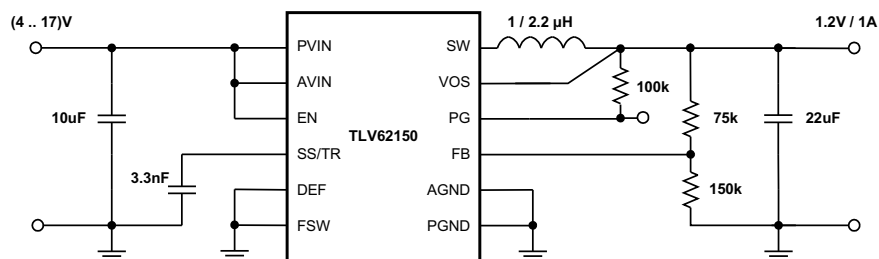 (4 .. 17)V
1 / 2.2 µH
1.2V / 1A
PVIN
SW
AVIN
VOS
100k
10uF
EN
PG
75k
22uF
TLV62150
SS/TR
FB
3.3nF
DEF
AGND
150k
FSW
PGND